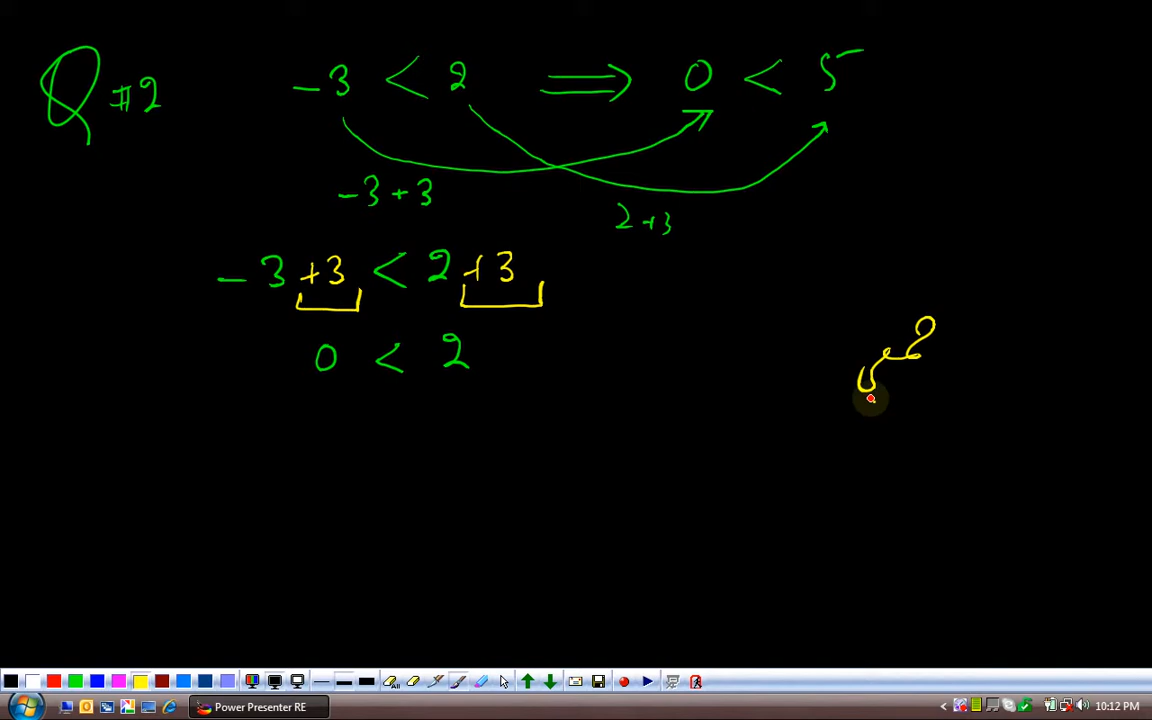 Q #2 -3 < 2 ⟹ 0 < 5
-3+3
2+3
-3 +3 < 2 +3
0 < 2
Power Presenter RE
10:12 PM